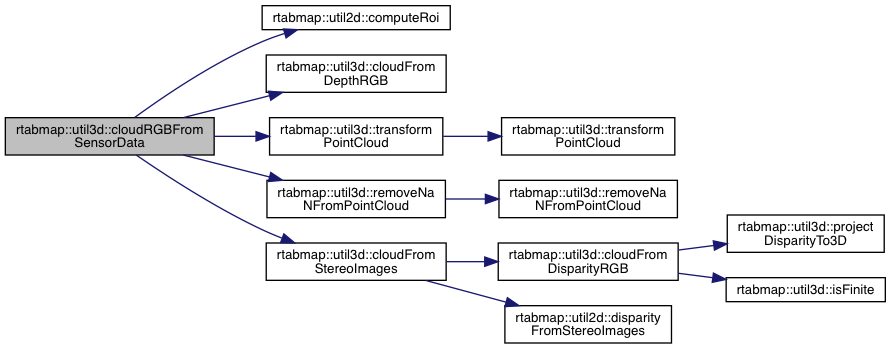 rtabmap::util2d::computeRoi
rtabmap::util3d::cloudFrom
DepthRGB
rtabmap::util3d::cloudRGBFrom
SensorData
rtabmap::util3d::transform
PointCloud
rtabmap::util3d::transform
PointCloud
rtabmap::util3d::removeNa
NFromPointCloud
rtabmap::util3d::removeNa
NFromPointCloud
rtabmap::util3d::cloudFrom
StereoImages
rtabmap::util3d::cloudFrom
DisparityRGB
rtabmap::util3d::project
DisparityTo3D
rtabmap::util3d::isFinite
rtabmap::util2d::disparity
FromStereoImages